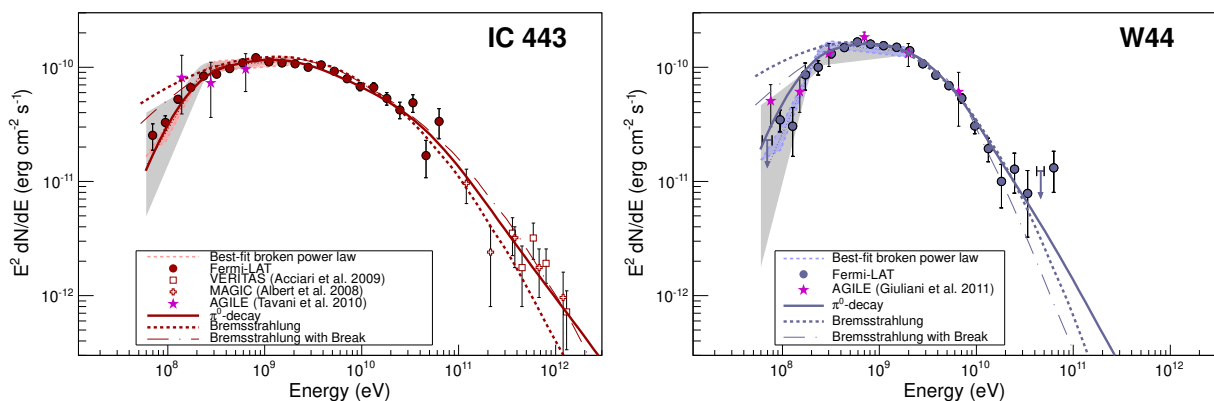 IC 443
E² dN/dE (erg cm⁻² s⁻¹)
10⁻¹⁰
10⁻¹¹
10⁻¹²
Best-fit broken power law
Fermi-LAT
VERITAS (Acciari et al. 2009)
MAGIC (Albert et al. 2008)
AGILE (Tavani et al. 2010)
π⁰-decay
Bremsstrahlung
Bremsstrahlung with Break
10⁸ 10⁹ 10¹⁰ 10¹¹ 10¹²
Energy (eV)
W44
E² dN/dE (erg cm⁻² s⁻¹)
10⁻¹⁰
10⁻¹¹
10⁻¹²
Best-fit broken power law
Fermi-LAT
AGILE (Giuliani et al. 2011)
π⁰-decay
Bremsstrahlung
Bremsstrahlung with Break
10⁸ 10⁹ 10¹⁰ 10¹¹ 10¹²
Energy (eV)